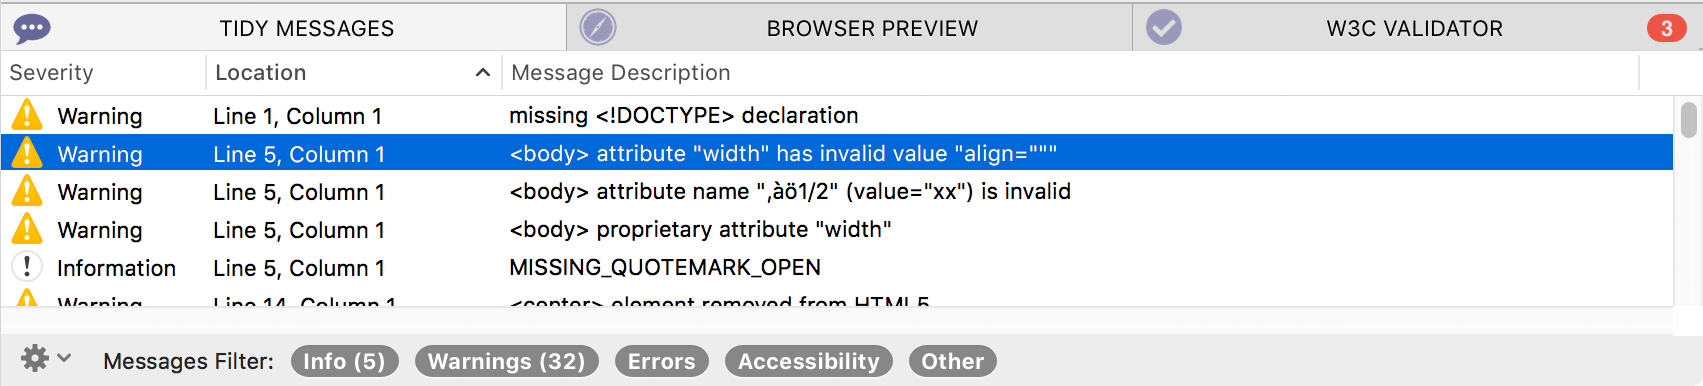 TIDY MESSAGES BROWSER PREVIEW W3C VALIDATOR 3
Severity Location Message Description
Warning Line 1, Column 1 missing <!DOCTYPE> declaration
Warning Line 5, Column 1 <body> attribute "width" has invalid value "align="""
Warning Line 5, Column 1 <body> attribute name ",àö1/2" (value="xx") is invalid
Warning Line 5, Column 1 <body> proprietary attribute "width"
Information Line 5, Column 1 MISSING_QUOTEMARK_OPEN
Warning Line 14, Column 1 <center> element removed from HTML5
Messages Filter: Info (5) Warnings (32) Errors Accessibility Other